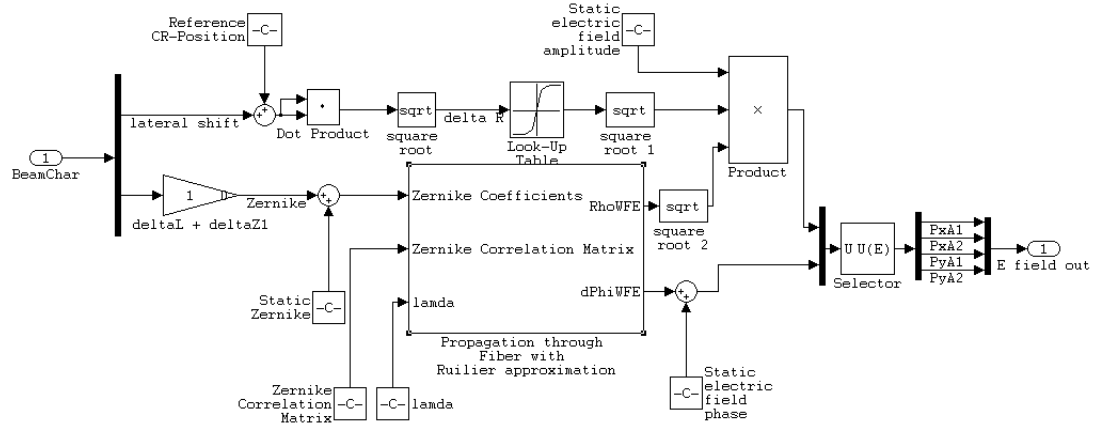 Reference
CR-Position
-C-
Static
electric
field
amplitude
-C-
lateral shift
Dot Product
sqrt
square
root
delta R
Look-Up
Table
sqrt
square
root 1
×
Product
1
BeamChar
1
deltaL + deltaZ1
Zernike
Zernike Coefficients
RhoWFE
sqrt
square
root 2
Zernike Correlation Matrix
dPhiWFE
lamda
Propagation through
Fiber with
Ruilier approximation
Static
Zernike
-C-
Zernike
Correlation
Matrix
-C-
-C-
lamda
-C-
Static
electric
field
phase
U U(E)
Selector
PxA1
PxA2
PyA1
PyA2
1
E field out